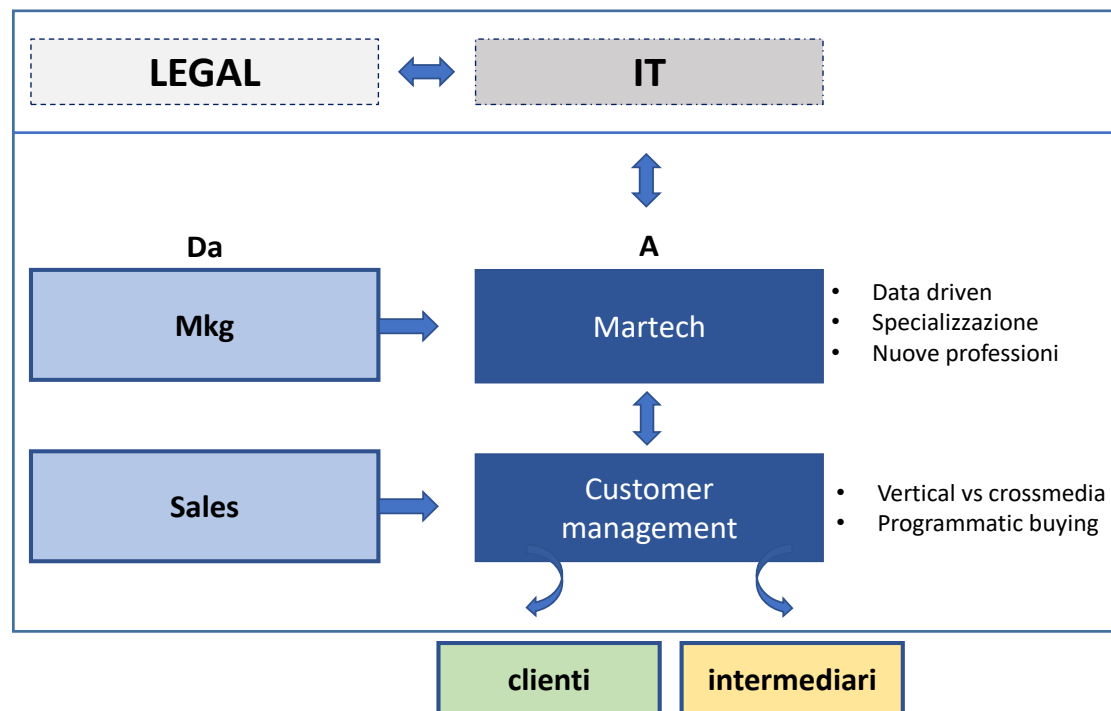 LEGAL
IT
Da
A
Mkg
Martech
• Data driven
• Specializzazione
• Nuove professioni
Sales
Customer
management
• Vertical vs crossmedia
• Programmatic buying
clienti
intermediari